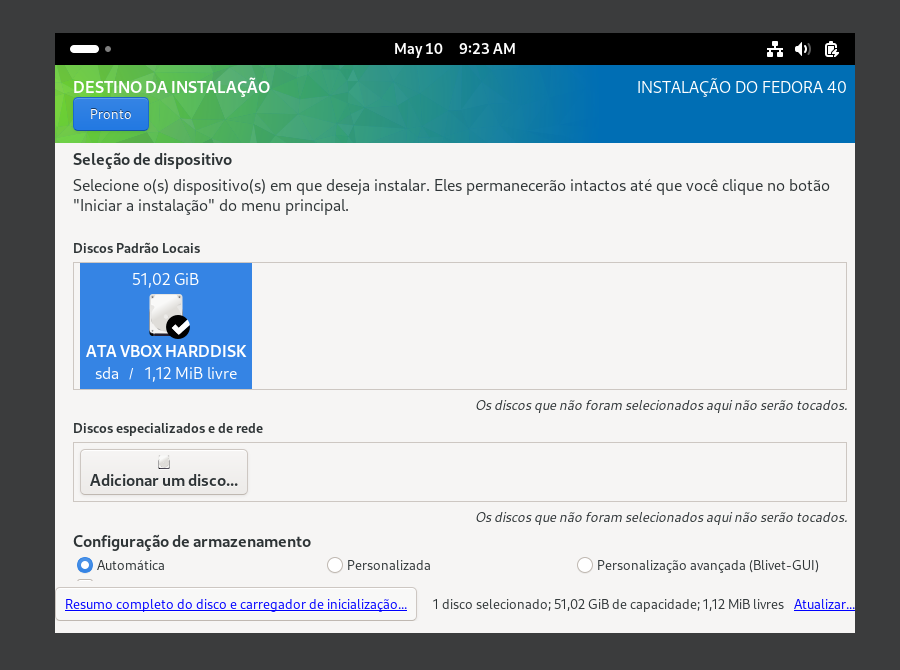 May 10 9:23 AM
DESTINO DA INSTALAÇÃO
INSTALAÇÃO DO FEDORA 40
Pronto
Seleção de dispositivo
Selecione o(s) dispositivo(s) em que deseja instalar. Eles permanecerão intactos até que você clique no botão
"Iniciar a instalação" do menu principal.
Discos Padrão Locais
51,02 GiB
ATA VBOX HARDDISK
sda / 1,12 MiB livre
Os discos que não foram selecionados aqui não serão tocados.
Discos especializados e de rede
Adicionar um disco...
Os discos que não foram selecionados aqui não serão tocados.
Configuração de armazenamento
Automática Personalizada Personalização avançada (Blivet-GUI)
Resumo completo do disco e carregador de inicialização... 1 disco selecionado; 51,02 GiB de capacidade; 1,12 MiB livres Atualizar...